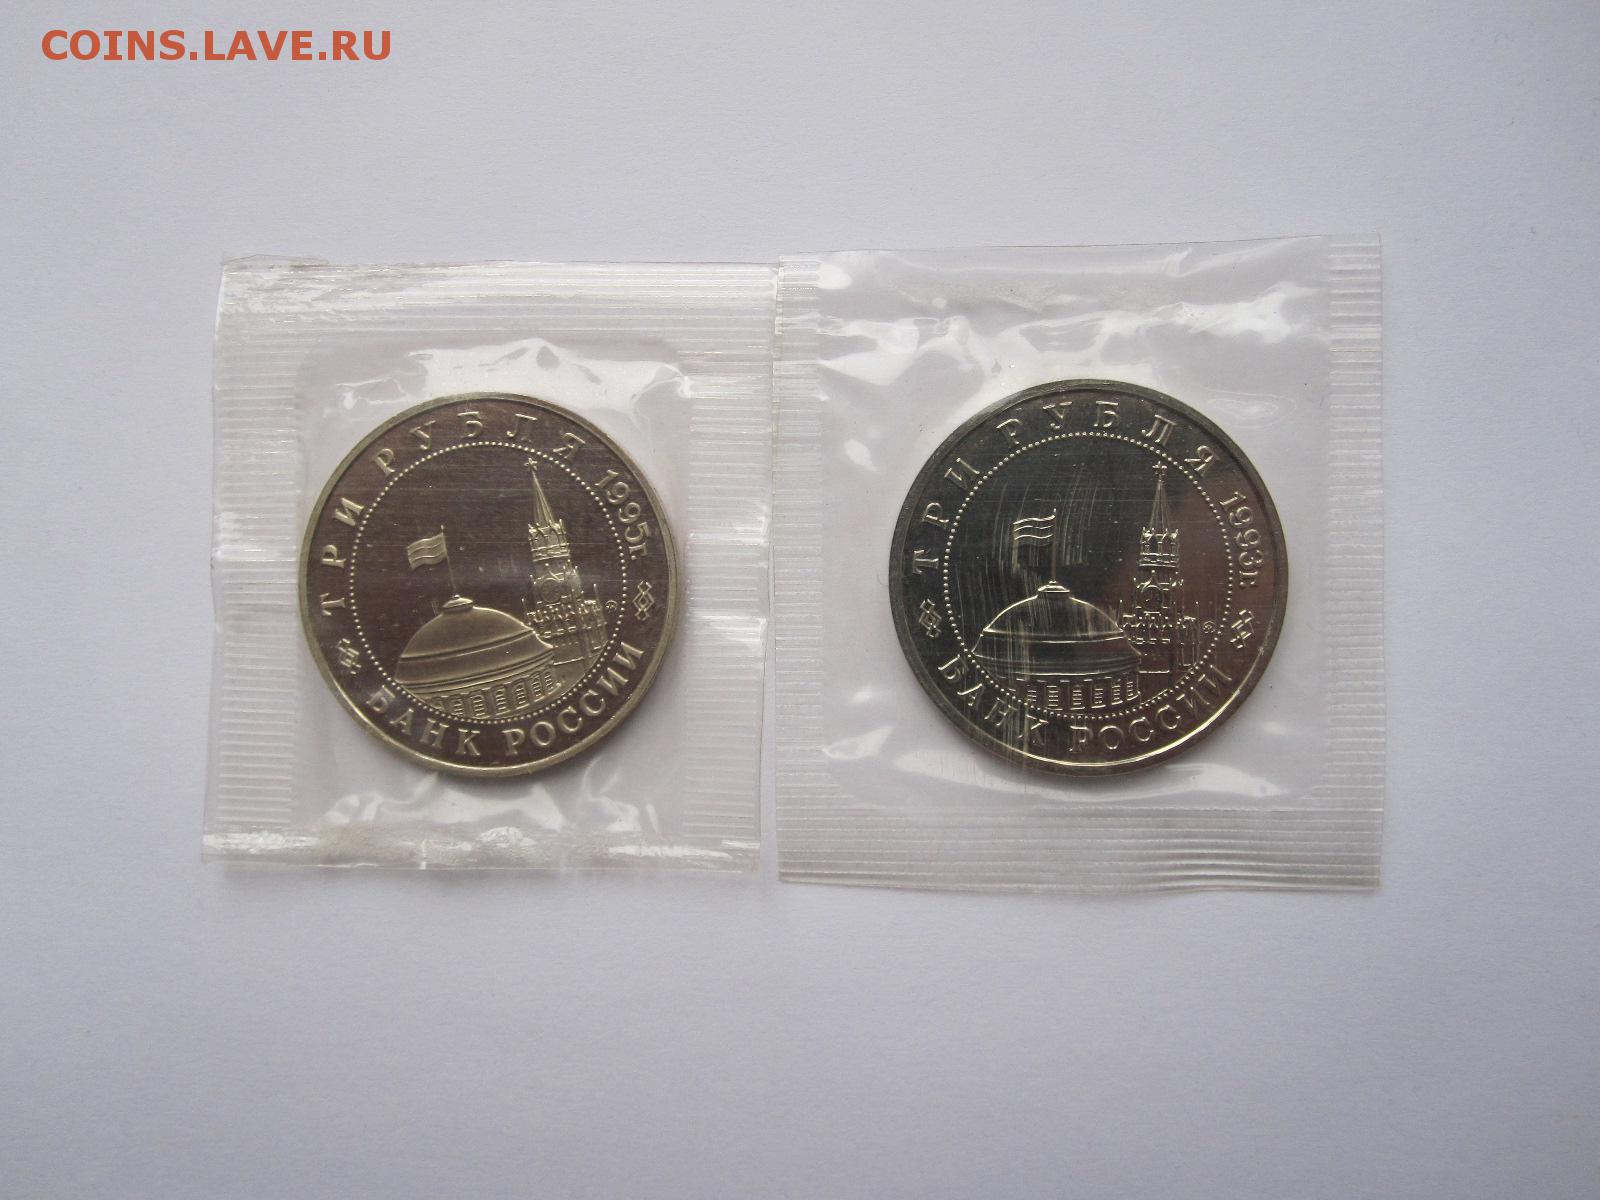 COINS.LAVE.RU
ТРИ РУБЛЯ 1995г.
БАНК РОССИИ
ТРИ РУБЛЯ 1993г.
БАНК РОССИИ